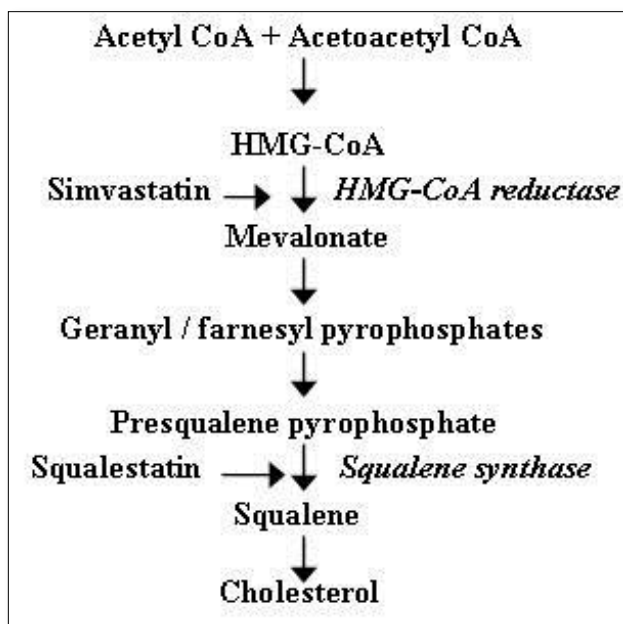 Acetyl CoA + Acetoacetyl CoA
HMG-CoA
Simvastatin
HMG-CoA reductase
Mevalonate
Geranyl / farnesyl pyrophosphates
Presqualene pyrophosphate
Squalestatin
Squalene synthase
Squalene
Cholesterol